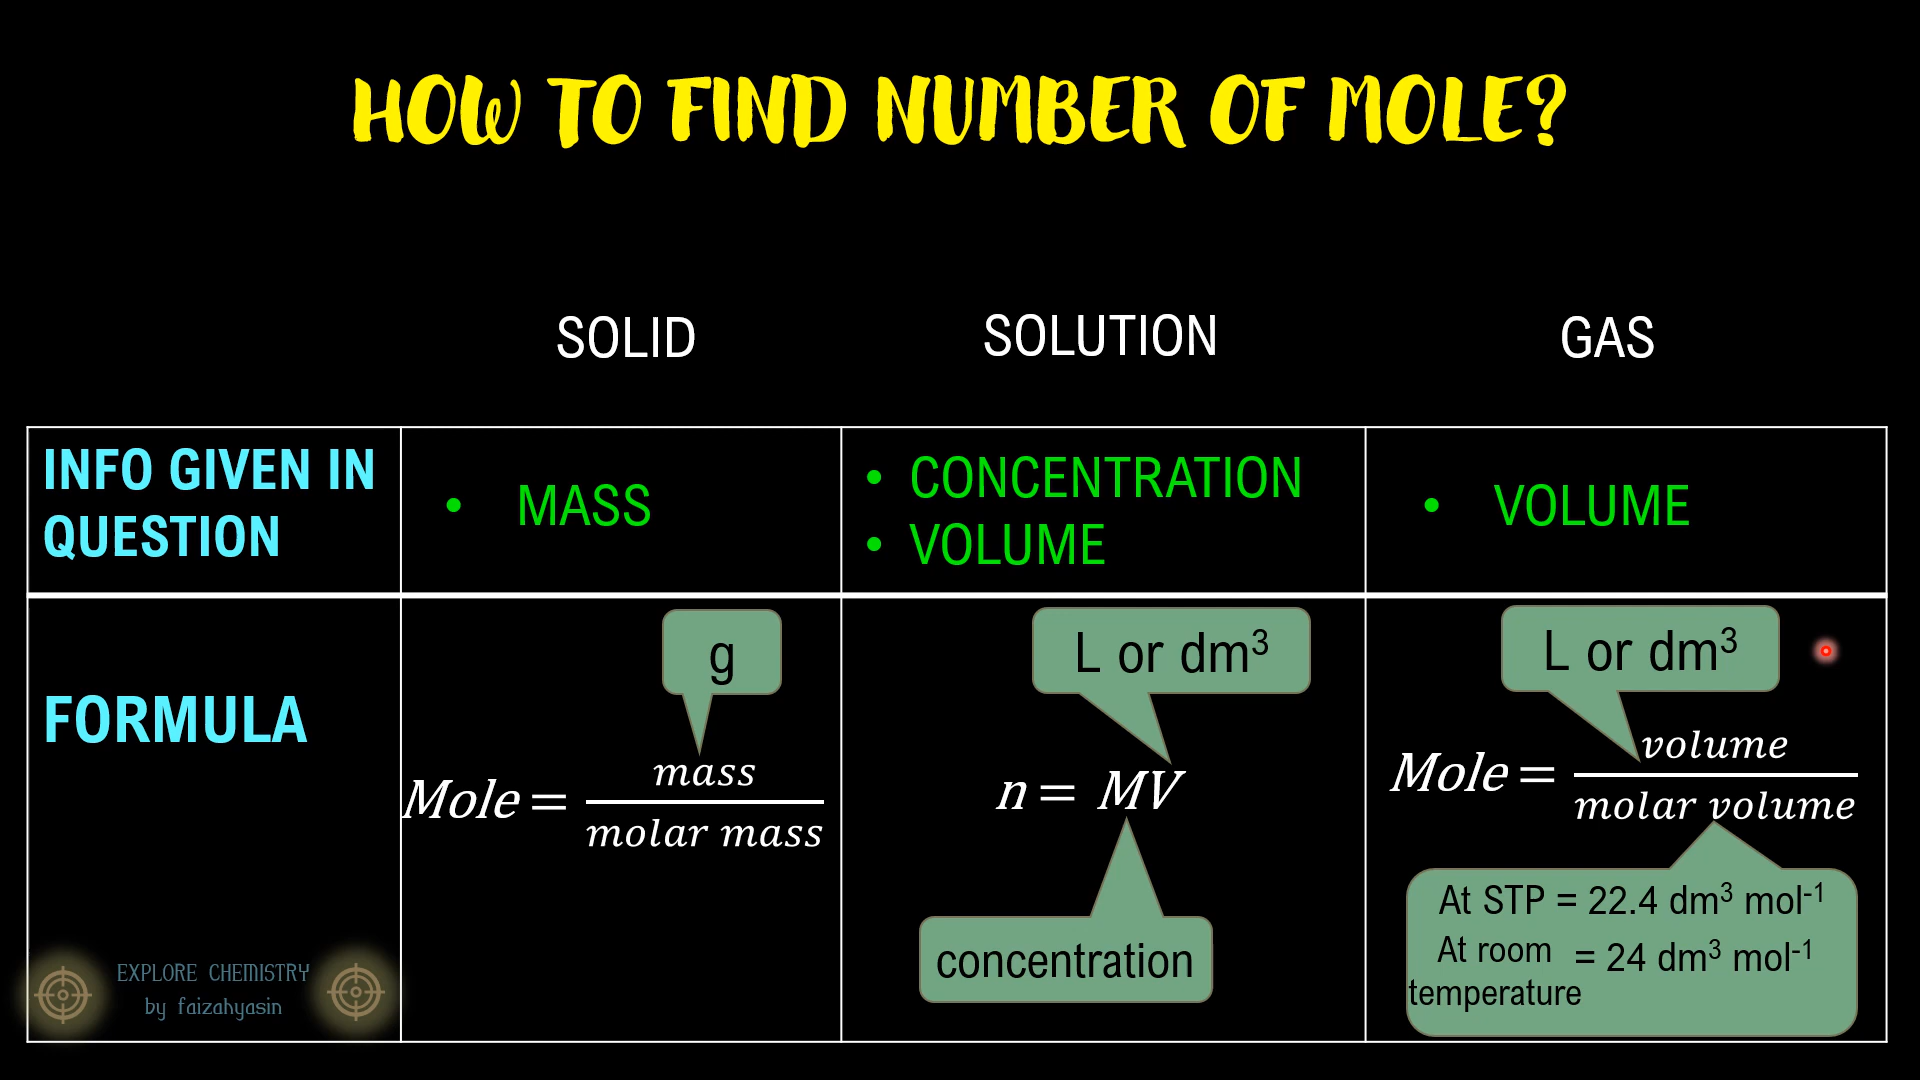 HOW TO FIND NUMBER OF MOLE?
SOLID
SOLUTION
GAS
INFO GIVEN IN
QUESTION
• MASS
• CONCENTRATION
• VOLUME
• VOLUME
FORMULA
g
Mole = mass / molar mass
L or dm³
n = MV
concentration
L or dm³
Mole = volume / molar volume
At STP = 22.4 dm³ mol⁻¹
At room temperature = 24 dm³ mol⁻¹
EXPLORE CHEMISTRY
by faizahyasin